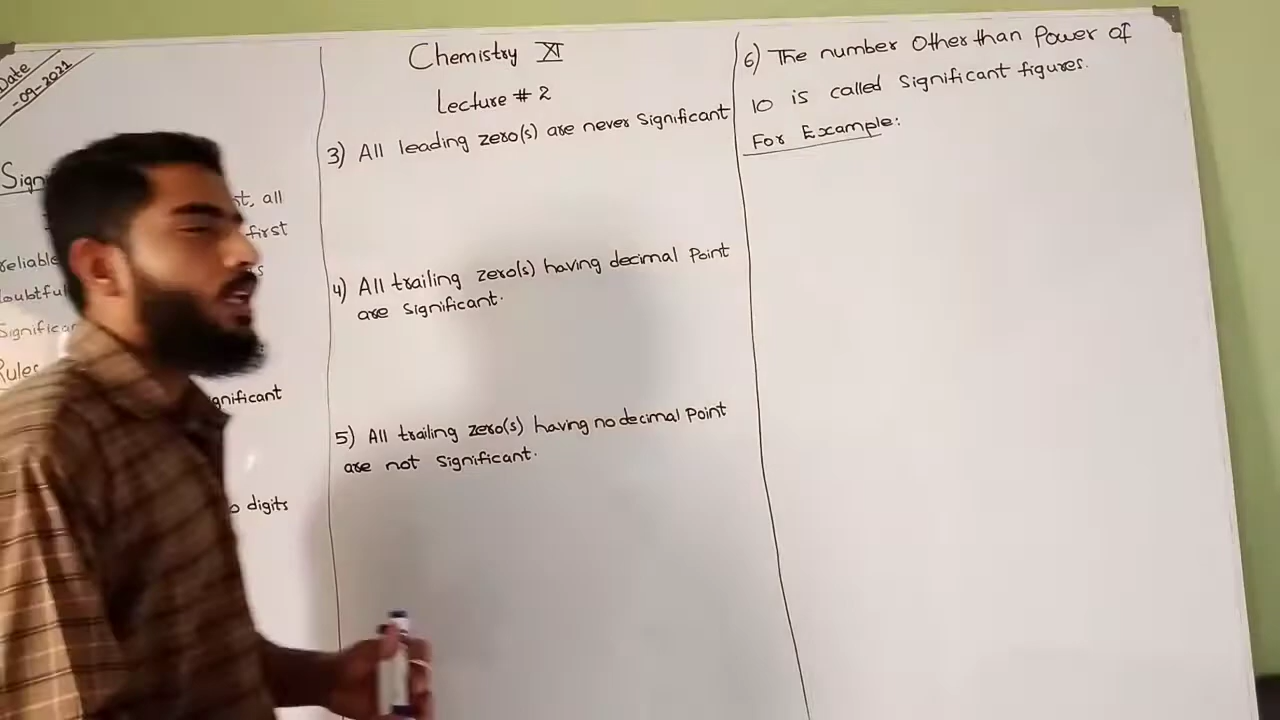 Date
-09-2021
Chemistry XI
Lecture # 2
st, all
first
reliable
doubtful
Significan
Rules
gnificant
digits
3) All leading zero(s) are never Significant
4) All trailing zero(s) having decimal Point
are significant.
5) All trailing zero(s) having no decimal Point
are not significant.
6) The number Other than Power of
10 is called Significant figures.
For Example: